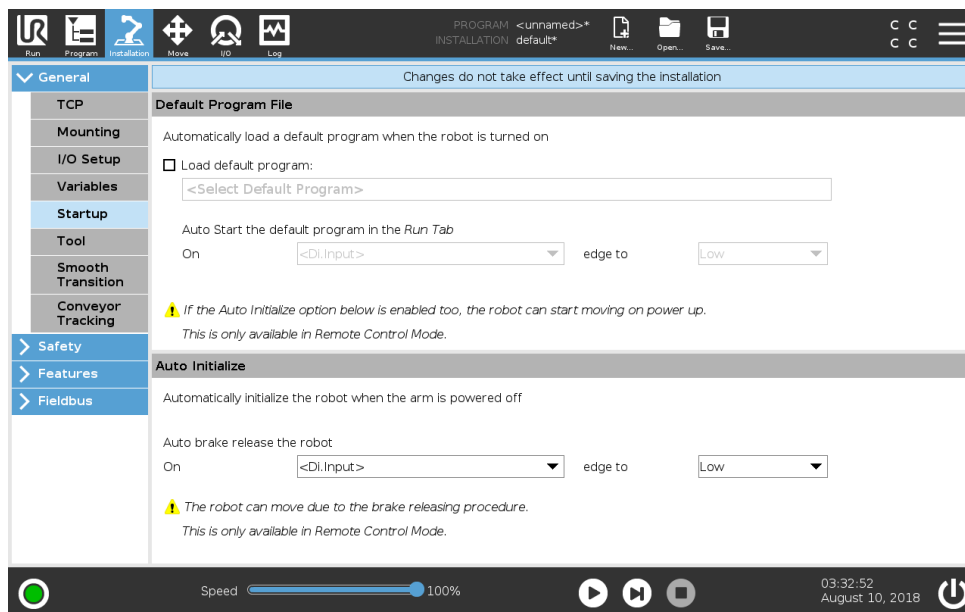 UR
PROGRAM <unnamed>*
INSTALLATION default*
Run Program Installation Move I/O Log New... Open... Save...
C C
C C
General
TCP
Mounting
I/O Setup
Variables
Startup
Tool
Smooth
Transition
Conveyor
Tracking
Safety
Features
Fieldbus
Changes do not take effect until saving the installation
Default Program File
Automatically load a default program when the robot is turned on
Load default program:
<Select Default Program>
Auto Start the default program in the Run Tab
On <Di.Input> edge to Low
If the Auto Initialize option below is enabled too, the robot can start moving on power up.
This is only available in Remote Control Mode.
Auto Initialize
Automatically initialize the robot when the arm is powered off
Auto brake release the robot
On <Di.Input> edge to Low
The robot can move due to the brake releasing procedure.
This is only available in Remote Control Mode.
Speed 100%
03:32:52
August 10, 2018